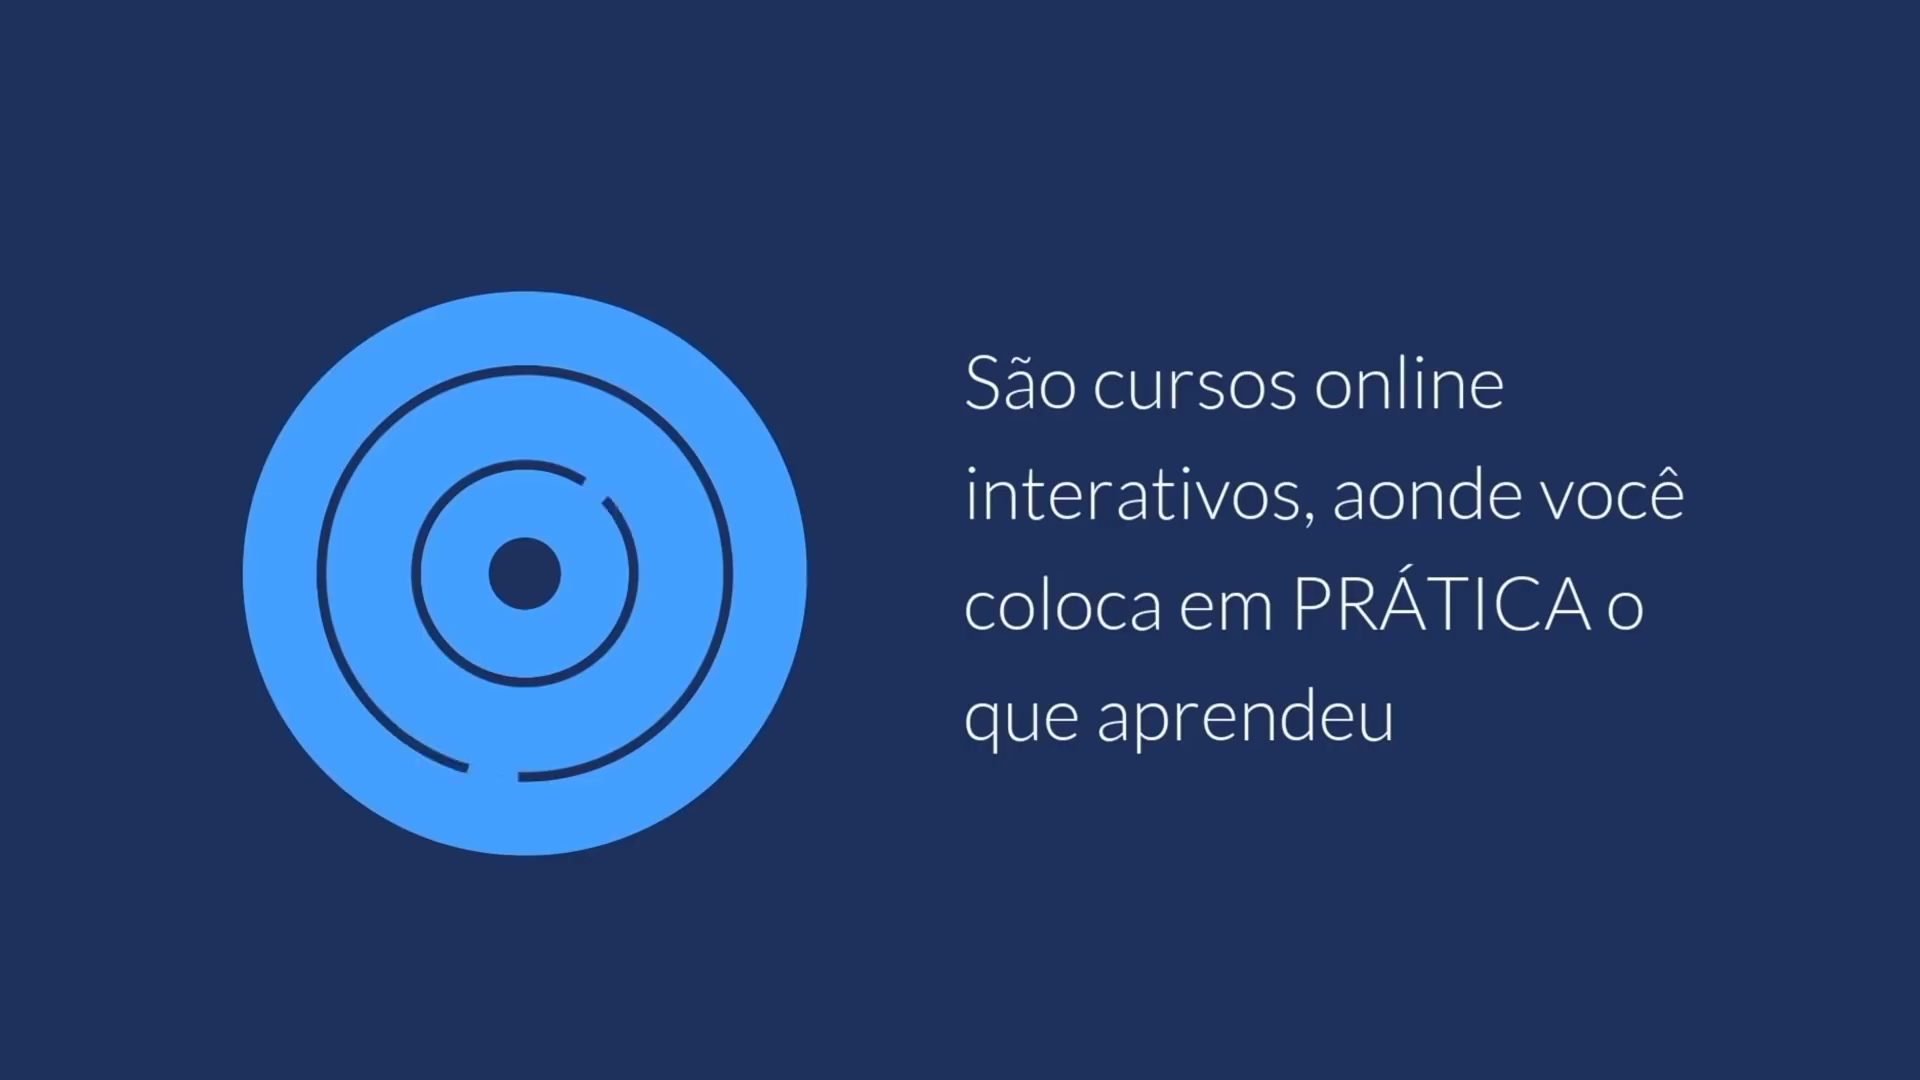 São cursos online
interativos, aonde você
coloca em PRÁTICA o
que aprendeu